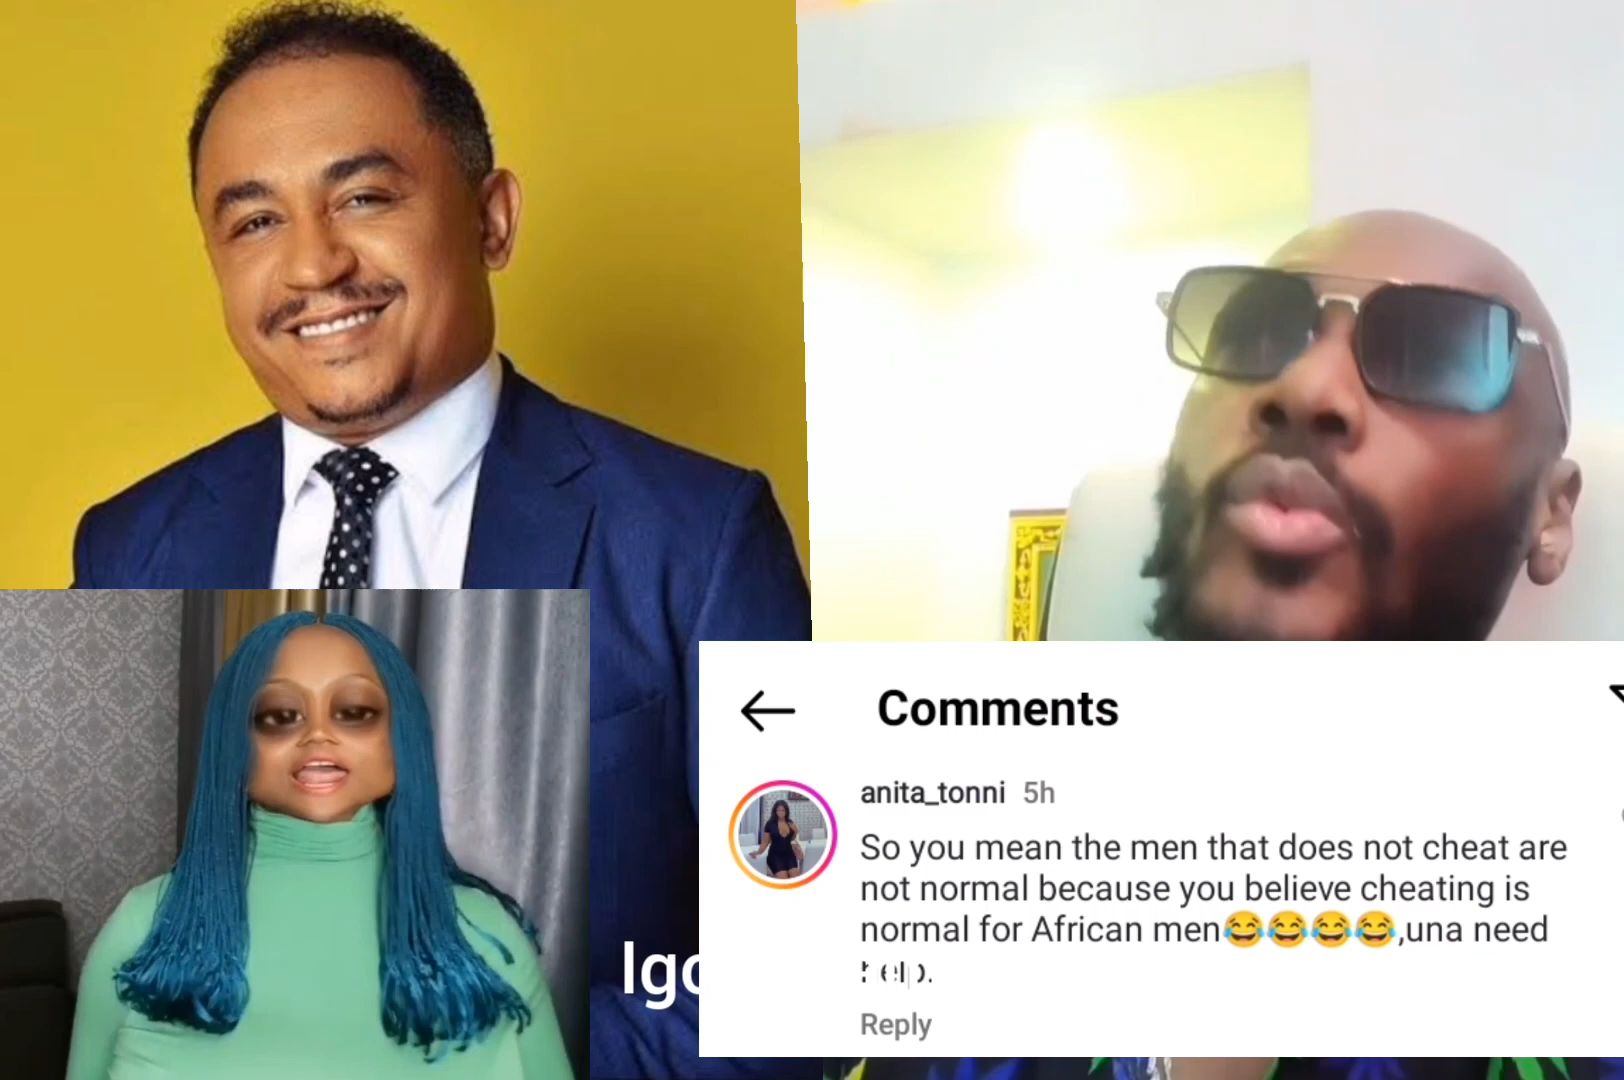 Comments
anita_tonni 5h
So you mean the men that does not cheat are
not normal because you believe cheating is
normal for African men😂😂😂😂,una need
Reply